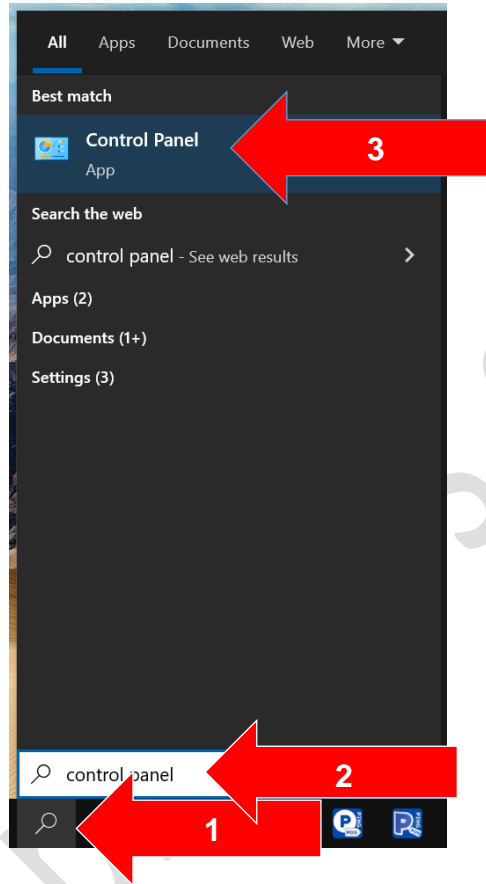 All Apps Documents Web More
Best match
Control Panel
App
3
Search the web
control panel - See web results
Apps (2)
Documents (1+)
Settings (3)
control panel
2
1
P POS P